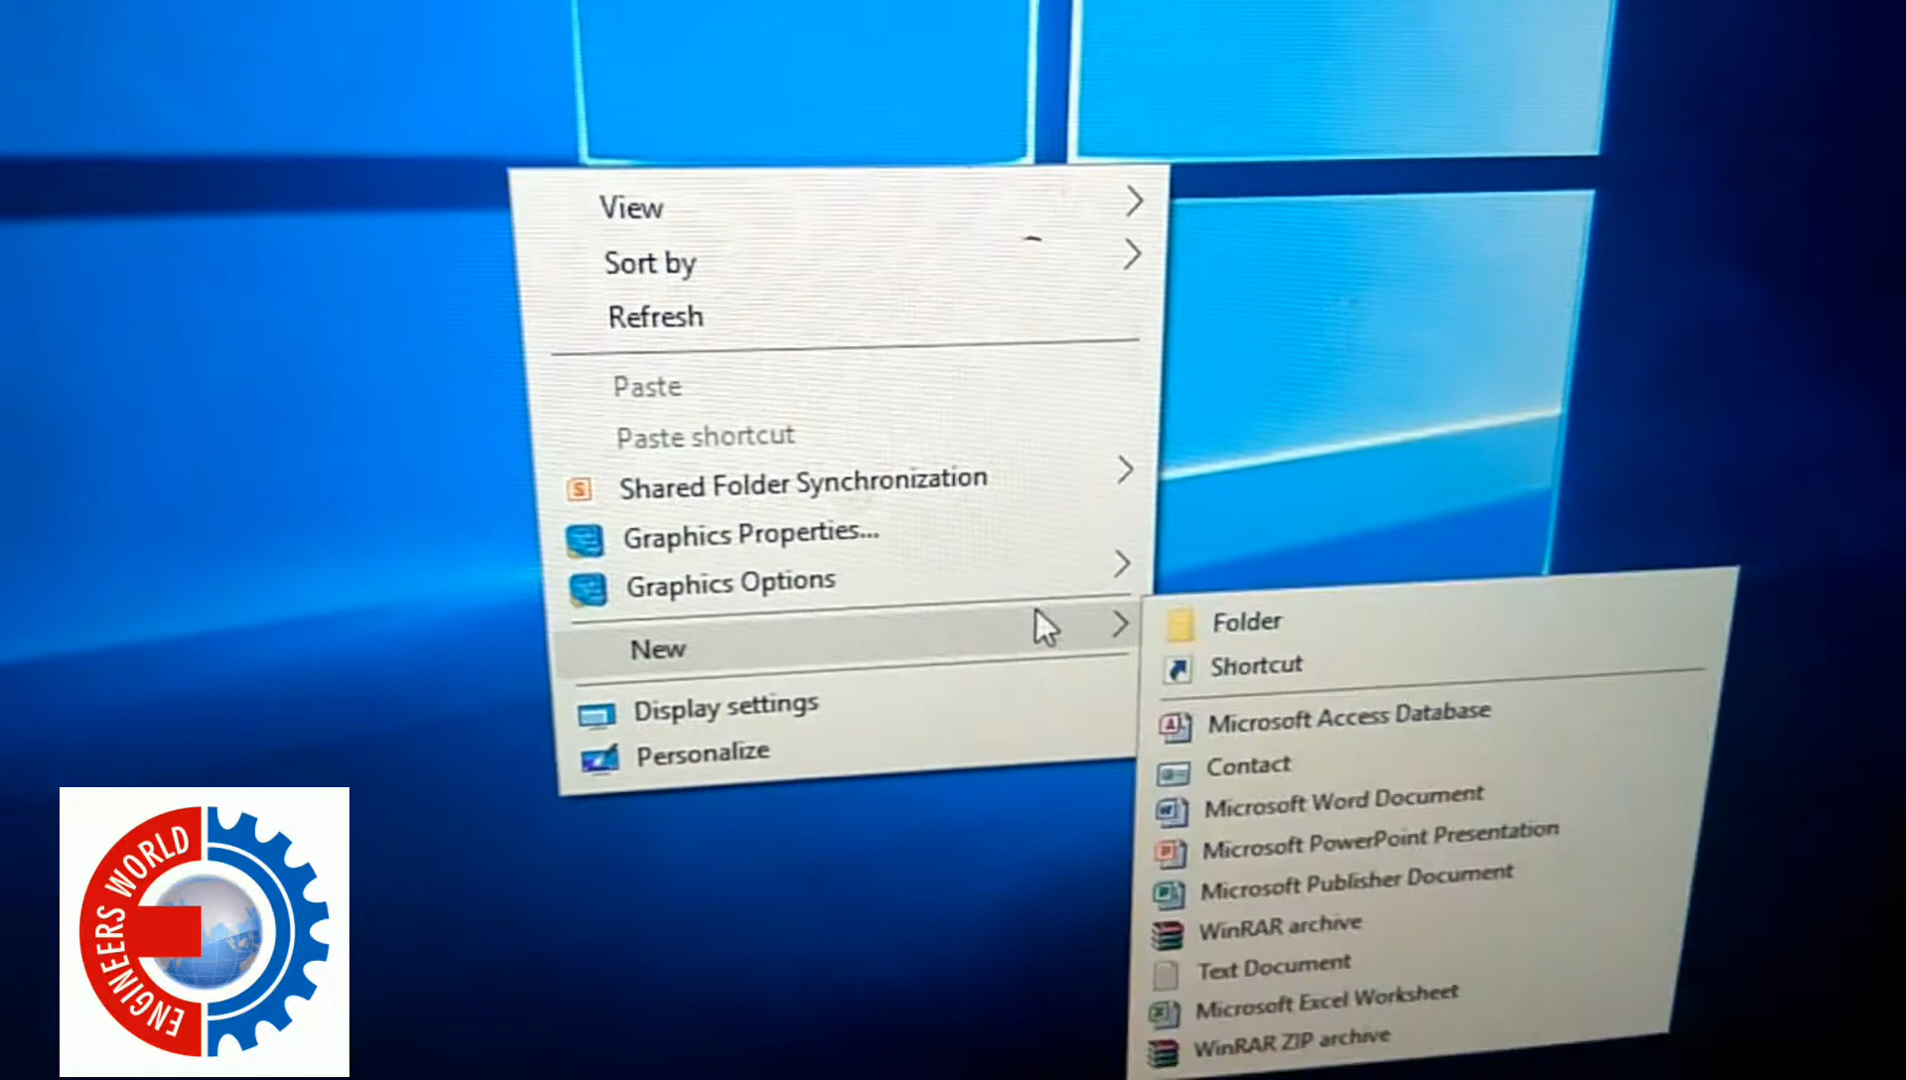 View
Sort by
Refresh
Paste
Paste shortcut
Shared Folder Synchronization
Graphics Properties...
Graphics Options
New
Display settings
Personalize
Folder
Shortcut
Microsoft Access Database
Contact
Microsoft Word Document
Microsoft PowerPoint Presentation
Microsoft Publisher Document
WinRAR archive
Text Document
Microsoft Excel Worksheet
WinRAR ZIP archive
ENGINEERS WORLD